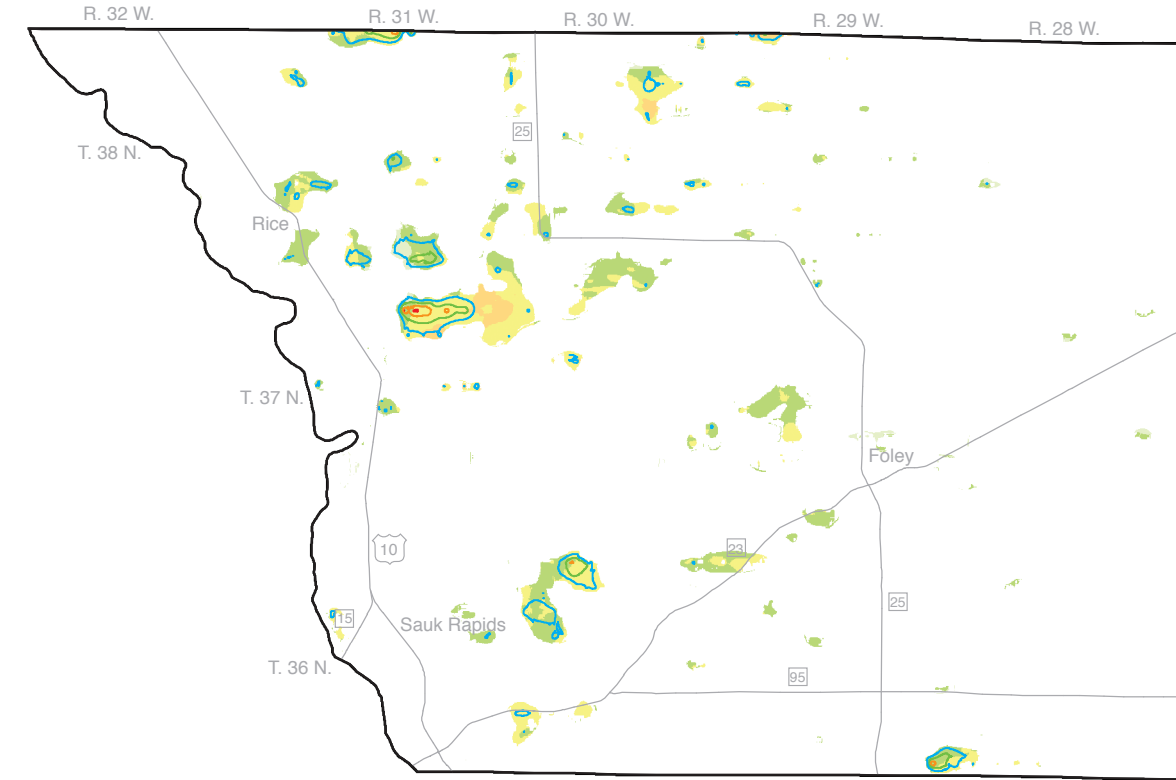 R. 32 W.
R. 31 W.
R. 30 W.
R. 29 W.
R. 28 W.
25
T. 38 N.
Rice
T. 37 N.
Foley
10
23
25
15
Sauk Rapids
T. 36 N.
95